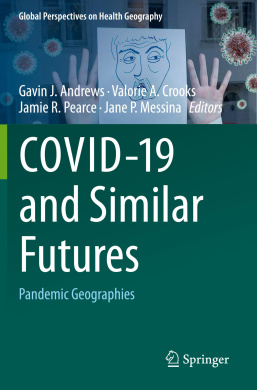 Global Perspectives on Health Geography
Gavin J. Andrews · Valorie A. Crooks
Jamie R. Pearce · Jane P. Messina Editors
COVID-19
and Similar
Futures
Pandemic Geographies
Springer